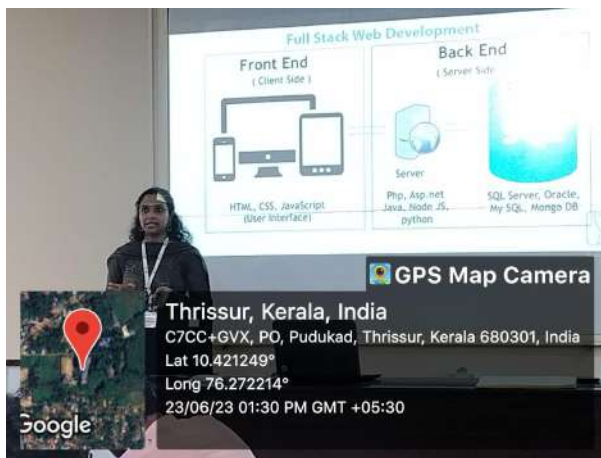 Full Stack Web Development
Front End
( Client Side )
Back End
( Server Side
Server
HTML, CSS, JavaScript
(User Interface)
Php, Asp.net
Java, Node JS,
python
SQL Server, Oracle,
My SQL, Mongo DB
GPS Map Camera
Thrissur, Kerala, India
C7CC+GVX, PO, Pudukad, Thrissur, Kerala 680301, India
Lat 10.421249°
Long 76.272214°
23/06/23 01:30 PM GMT +05:30
Google